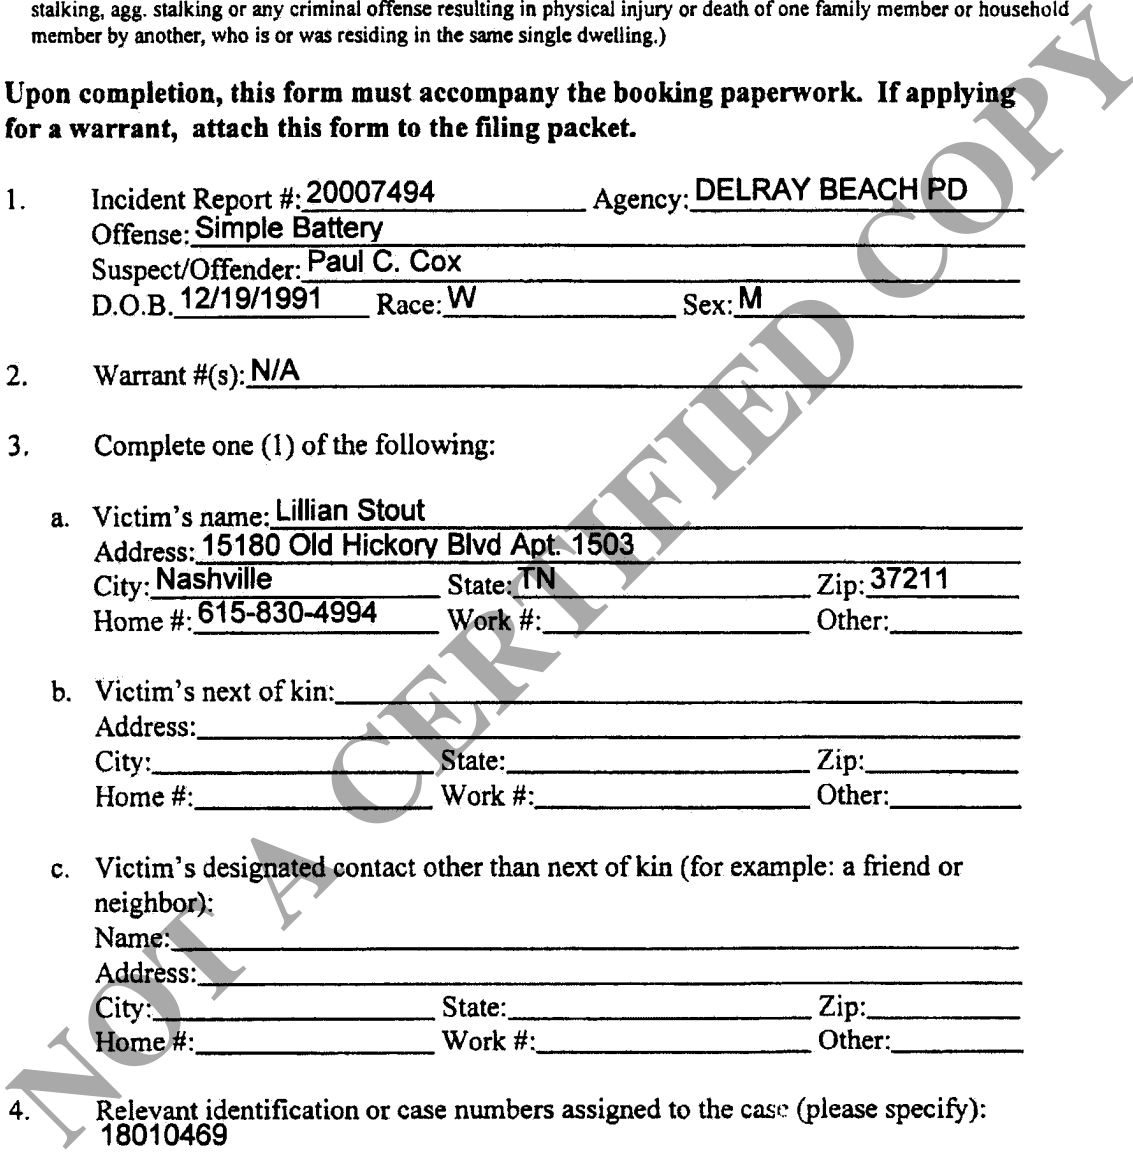 stalking, agg. stalking or any criminal offense resulting in physical injury or death of one family member or household
member by another, who is or was residing in the same single dwelling.)
Upon completion, this form must accompany the booking paperwork. If applying
for a warrant, attach this form to the filing packet.
1. Incident Report #: 20007494 Agency: DELRAY BEACH PD
Offense: Simple Battery
Suspect/Offender: Paul C. Cox
D.O.B. 12/19/1991 Race: W Sex: M
2. Warrant #(s): N/A
3. Complete one (1) of the following:
a. Victim's name: Lillian Stout
Address: 15180 Old Hickory Blvd Apt. 1503
City: Nashville State: TN Zip: 37211
Home #: 615-830-4994 Work #: Other:
b. Victim's next of kin:
Address:
City: State: Zip:
Home #: Work #: Other:
c. Victim's designated contact other than next of kin (for example: a friend or
neighbor):
Name:
Address:
City: State: Zip:
Home #: Work #: Other:
4. Relevant identification or case numbers assigned to the case (please specify):
18010469
NOT A CERTIFIED COPY